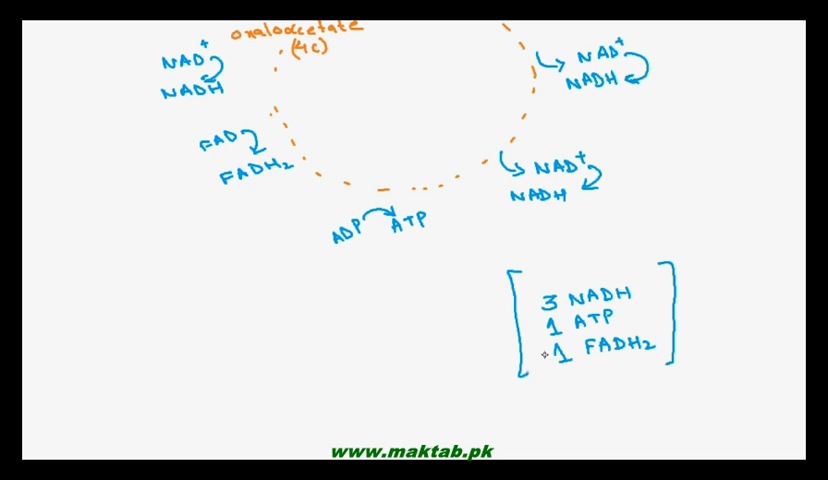 oxaloacetate
(4c)
NAD+
NADH
NAD+
NADH
FAD
FADH2
NAD+
NADH
ADP ATP
3 NADH
1 ATP
1 FADH2
www.maktab.pk